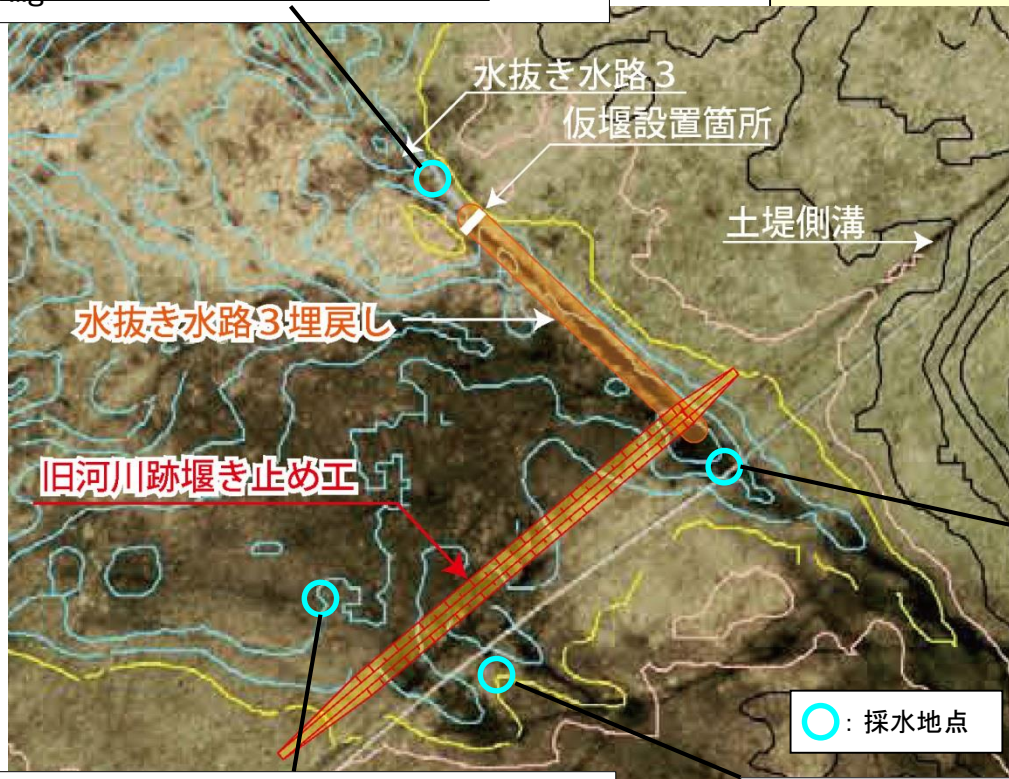 水抜き水路３
仮堰設置箇所
土堤側溝
水抜き水路３埋戻し
旧河川跡堰き止め工
：採水地点